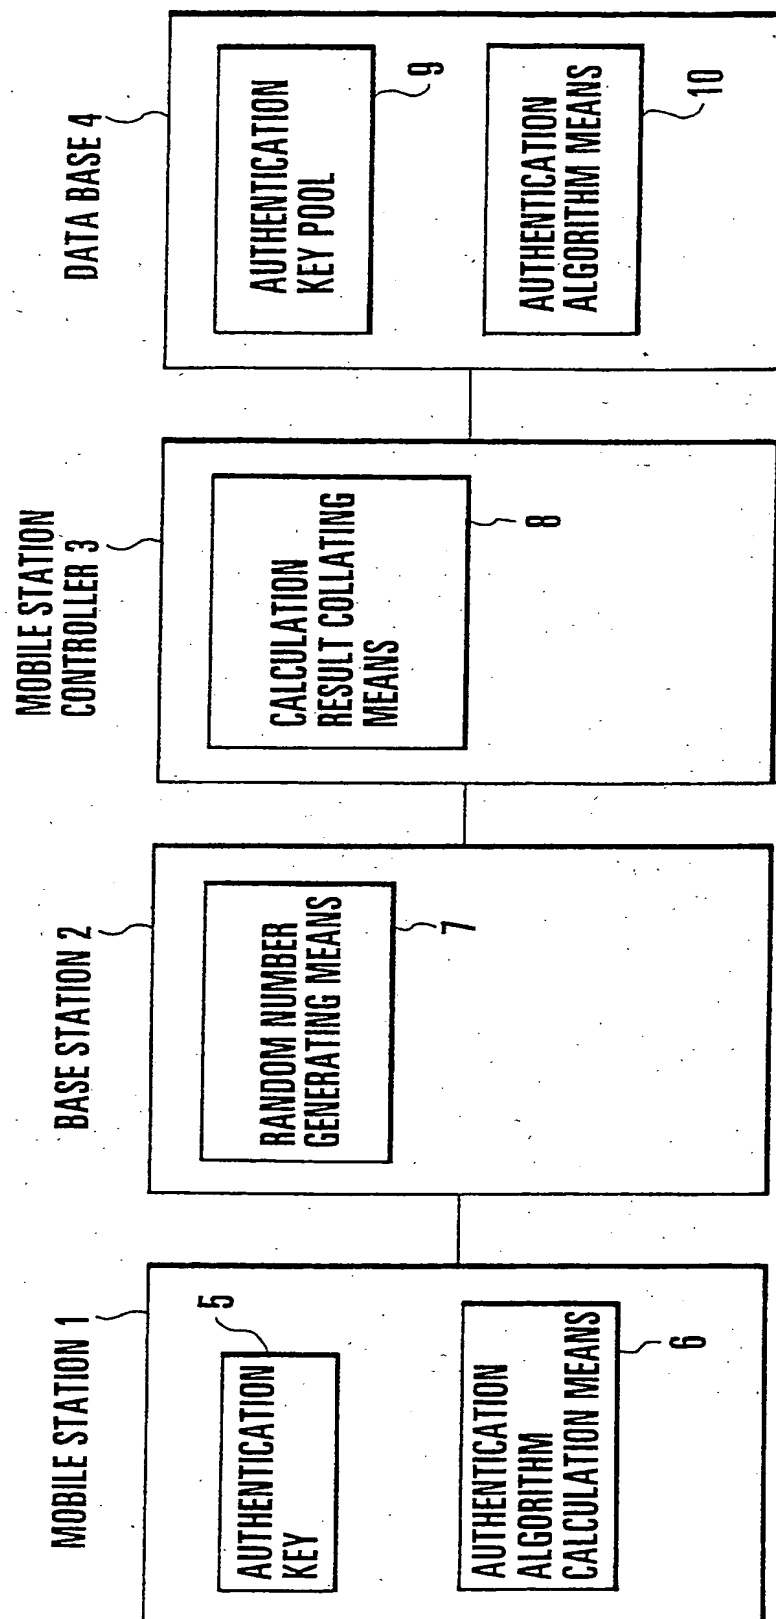 MOBILE STATION 1
AUTHENTICATION
KEY
5
AUTHENTICATION
ALGORITHM
CALCULATION MEANS
6
BASE STATION 2
RANDOM NUMBER
GENERATING MEANS
7
MOBILE STATION
CONTROLLER 3
CALCULATION
RESULT COLLATING
MEANS
8
DATA BASE 4
AUTHENTICATION
KEY POOL
9
AUTHENTICATION
ALGORITHM MEANS
10